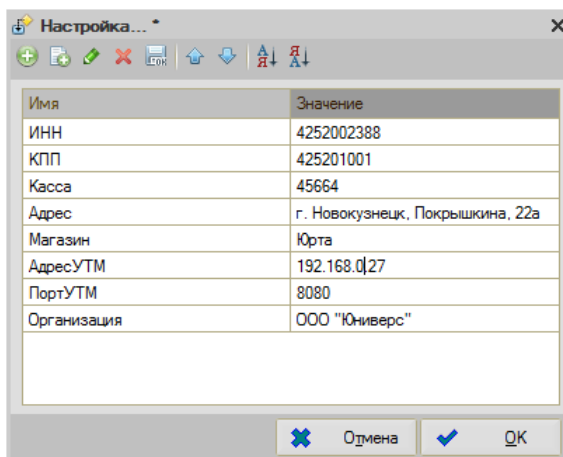 Настройка... *
Имя Значение
ИНН 4252002388
КПП 425201001
Касса 45664
Адрес г. Новокузнецк, Покрышкина, 22а
Магазин Юрта
АдресУТМ 192.168.0.27
ПортУТМ 8080
Организация ООО "Юниверс"
Отмена OK